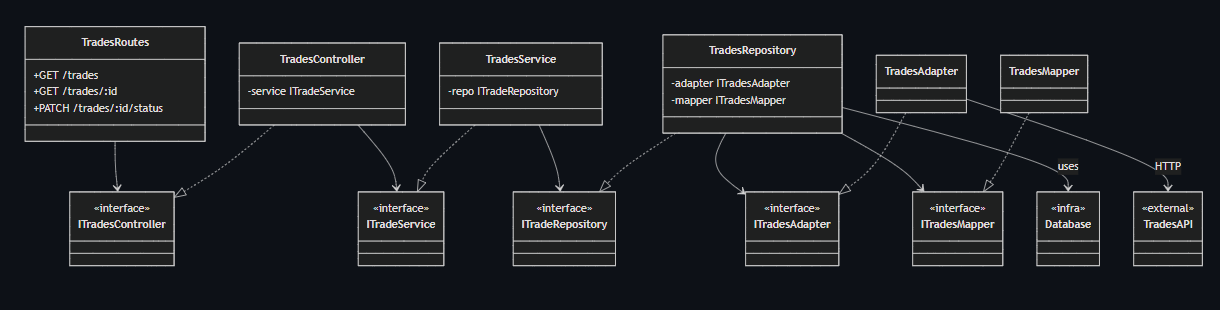 TradesRoutes
+GET /trades
+GET /trades/:id
+PATCH /trades/:id/status
TradesController
-service ITradeService
TradesService
-repo ITradeRepository
TradesRepository
-adapter ITradesAdapter
-mapper ITradesMapper
TradesAdapter
TradesMapper
uses
HTTP
«interface»
ITradesController
«interface»
ITradeService
«interface»
ITradeRepository
«interface»
ITradesAdapter
«interface»
ITradesMapper
«infra»
Database
«external»
TradesAPI